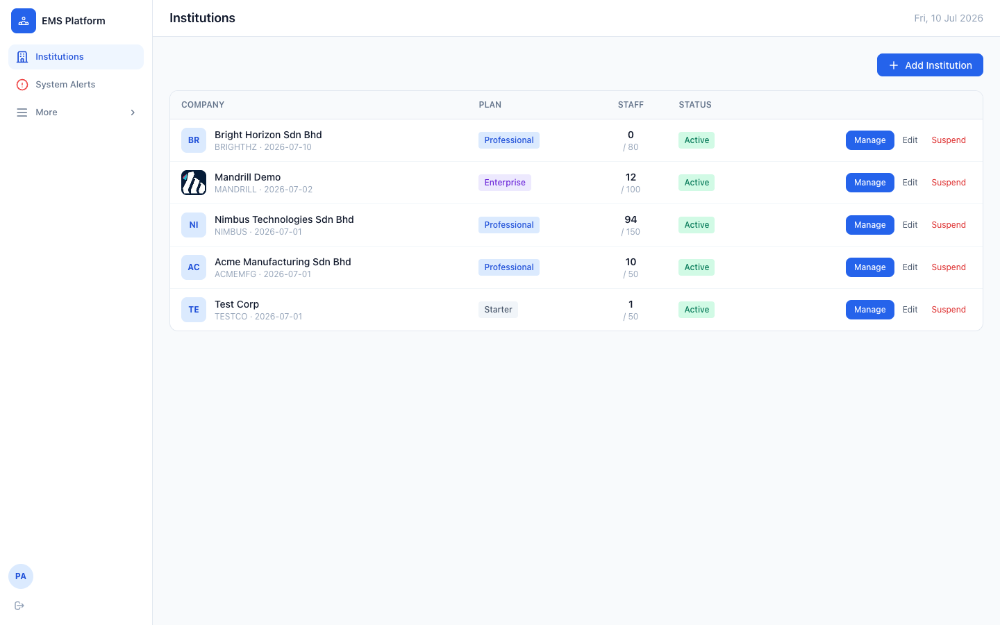 EMS Platform
Institutions
Fri, 10 Jul 2026
Institutions
System Alerts
More
Add Institution
COMPANY PLAN STAFF STATUS
BR Bright Horizon Sdn Bhd Professional 0 Active Manage Edit Suspend
BRIGHTHZ · 2026-07-10 / 80
Mandrill Demo Enterprise 12 Active Manage Edit Suspend
MANDRILL · 2026-07-02 / 100
NI Nimbus Technologies Sdn Bhd Professional 94 Active Manage Edit Suspend
NIMBUS · 2026-07-01 / 150
AC Acme Manufacturing Sdn Bhd Professional 10 Active Manage Edit Suspend
ACMEMFG · 2026-07-01 / 50
TE Test Corp Starter 1 Active Manage Edit Suspend
TESTCO · 2026-07-01 / 50
PA